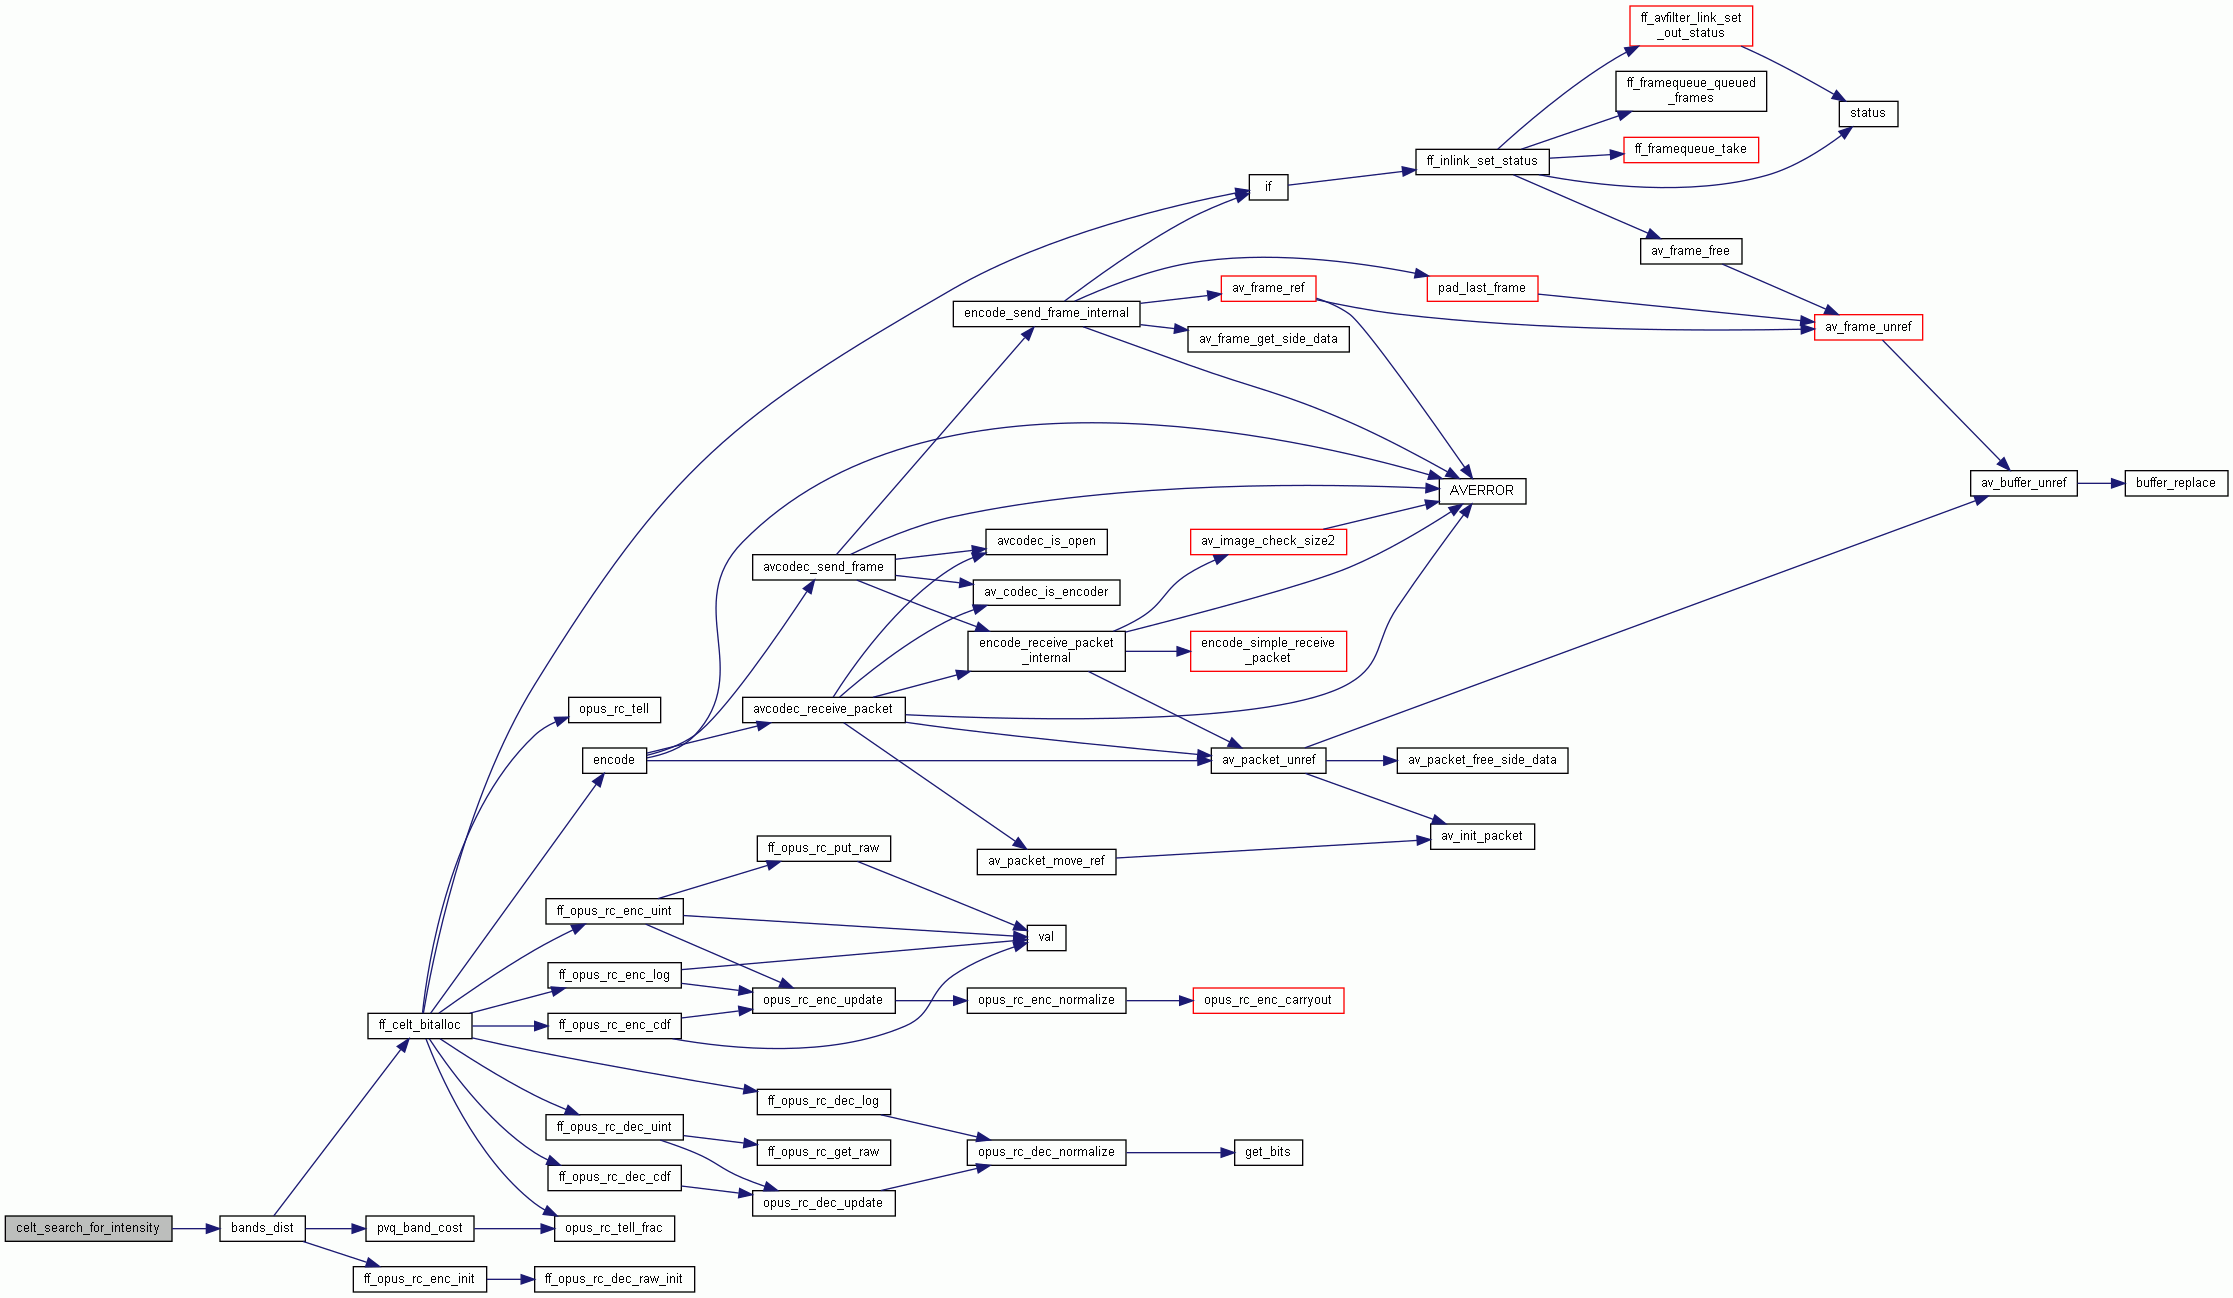 ff_avfilter_link_set
_out_status
ff_framequeue_queued
_frames
status
ff_framequeue_take
ff_inlink_set_status
if
av_frame_free
av_frame_ref
pad_last_frame
encode_send_frame_internal
av_frame_unref
av_frame_get_side_data
av_buffer_unref
buffer_replace
AVERROR
avcodec_is_open
av_image_check_size2
avcodec_send_frame
av_codec_is_encoder
encode_receive_packet
_internal
encode_simple_receive
_packet
opus_rc_tell
avcodec_receive_packet
encode
av_packet_unref
av_packet_free_side_data
av_init_packet
ff_opus_rc_put_raw
av_packet_move_ref
ff_opus_rc_enc_uint
val
ff_opus_rc_enc_log
opus_rc_enc_update
opus_rc_enc_normalize
opus_rc_enc_carryout
ff_celt_bitalloc
ff_opus_rc_enc_cdf
ff_opus_rc_dec_log
ff_opus_rc_dec_uint
ff_opus_rc_get_raw
opus_rc_dec_normalize
get_bits
ff_opus_rc_dec_cdf
opus_rc_dec_update
celt_search_for_intensity
bands_dist
pvq_band_cost
opus_rc_tell_frac
ff_opus_rc_enc_init
ff_opus_rc_dec_raw_init